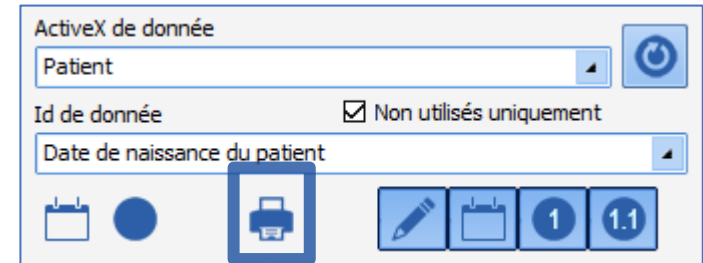 ActiveX de donnée
Patient
Id de donnée Non utilisés uniquement
Date de naissance du patient
1 1.1